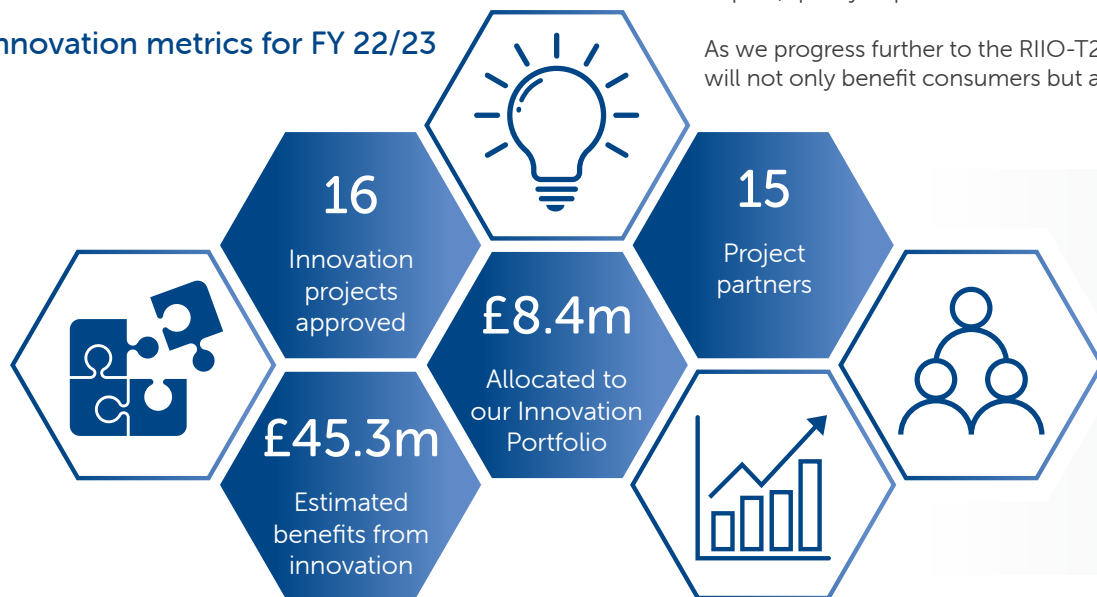 nnovation metrics for FY 22/23
As we progress further to the RIIO-T2
will not only benefit consumers but a
16
Innovation
projects
approved
15
Project
partners
£8.4m
Allocated to
our Innovation
Portfolio
£45.3m
Estimated
benefits from
innovation